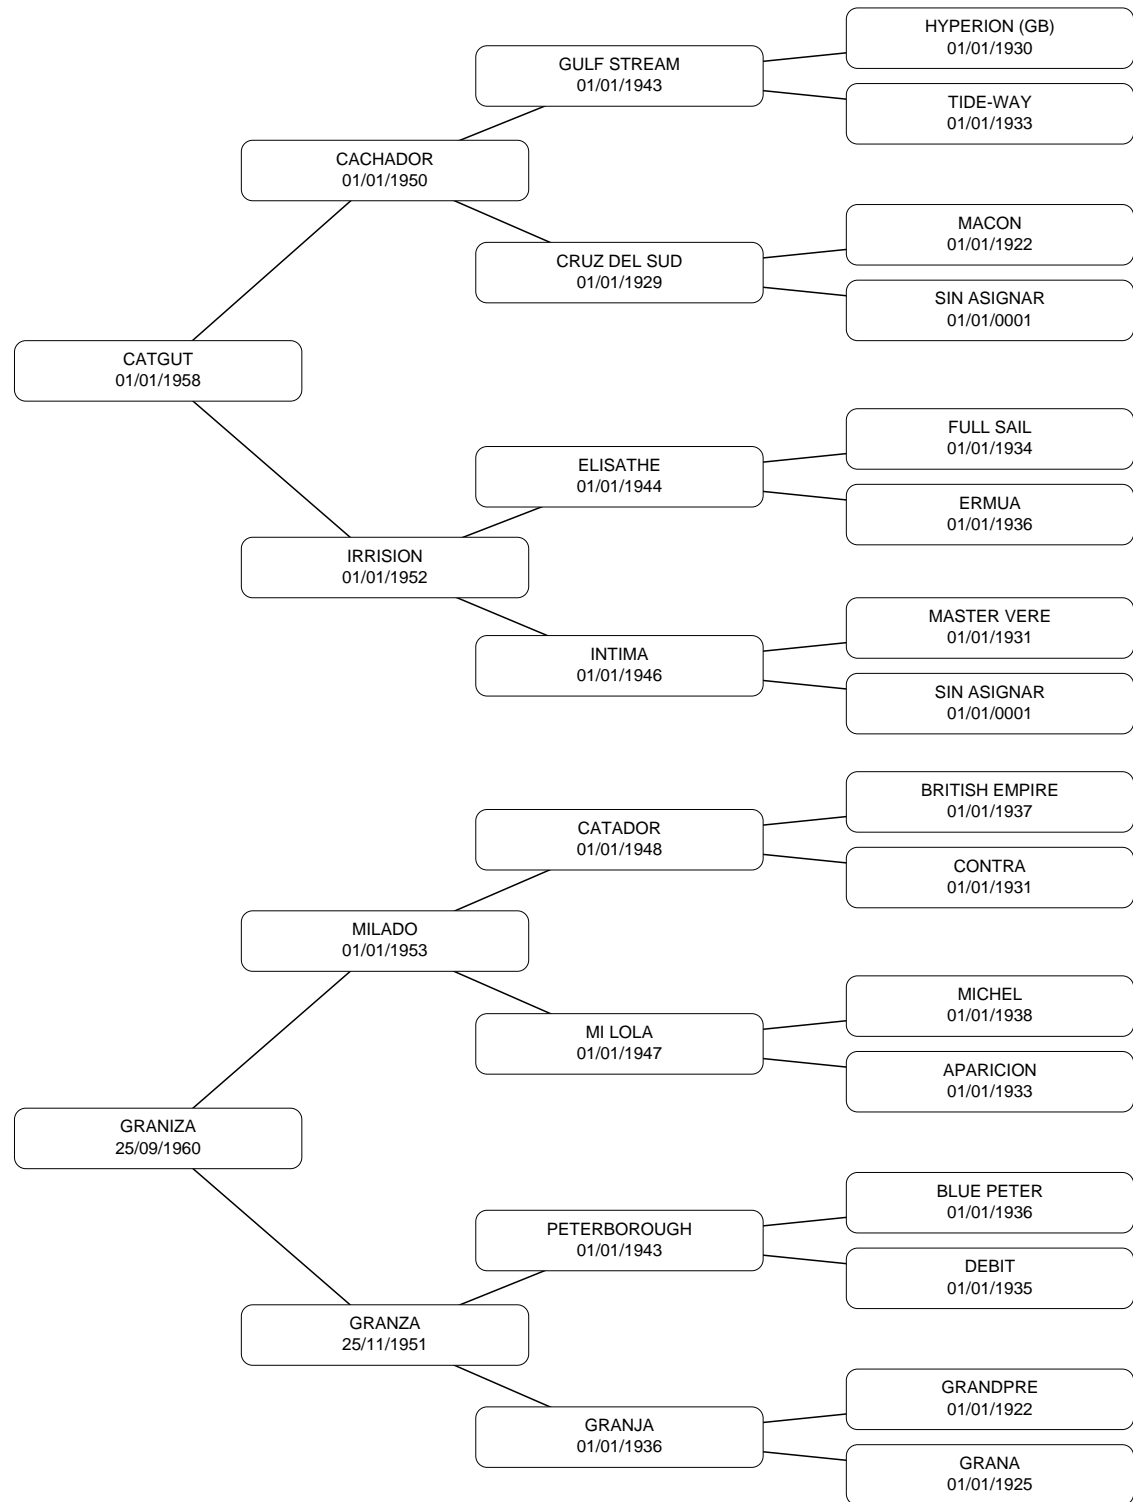 HYPERION (GB)
01/01/1930
GULF STREAM
01/01/1943
TIDE-WAY
01/01/1933
CACHADOR
01/01/1950
MACON
01/01/1922
CRUZ DEL SUD
01/01/1929
SIN ASIGNAR
01/01/0001
CATGUT
01/01/1958
FULL SAIL
01/01/1934
ELISATHE
01/01/1944
ERMUA
01/01/1936
IRRISION
01/01/1952
MASTER VERE
01/01/1931
INTIMA
01/01/1946
SIN ASIGNAR
01/01/0001
BRITISH EMPIRE
01/01/1937
CATADOR
01/01/1948
CONTRA
01/01/1931
MILADO
01/01/1953
MICHEL
01/01/1938
MI LOLA
01/01/1947
APARICION
01/01/1933
GRANIZA
25/09/1960
BLUE PETER
01/01/1936
PETERBOROUGH
01/01/1943
DEBIT
01/01/1935
GRANZA
25/11/1951
GRANDPRE
01/01/1922
GRANJA
01/01/1936
GRANA
01/01/1925